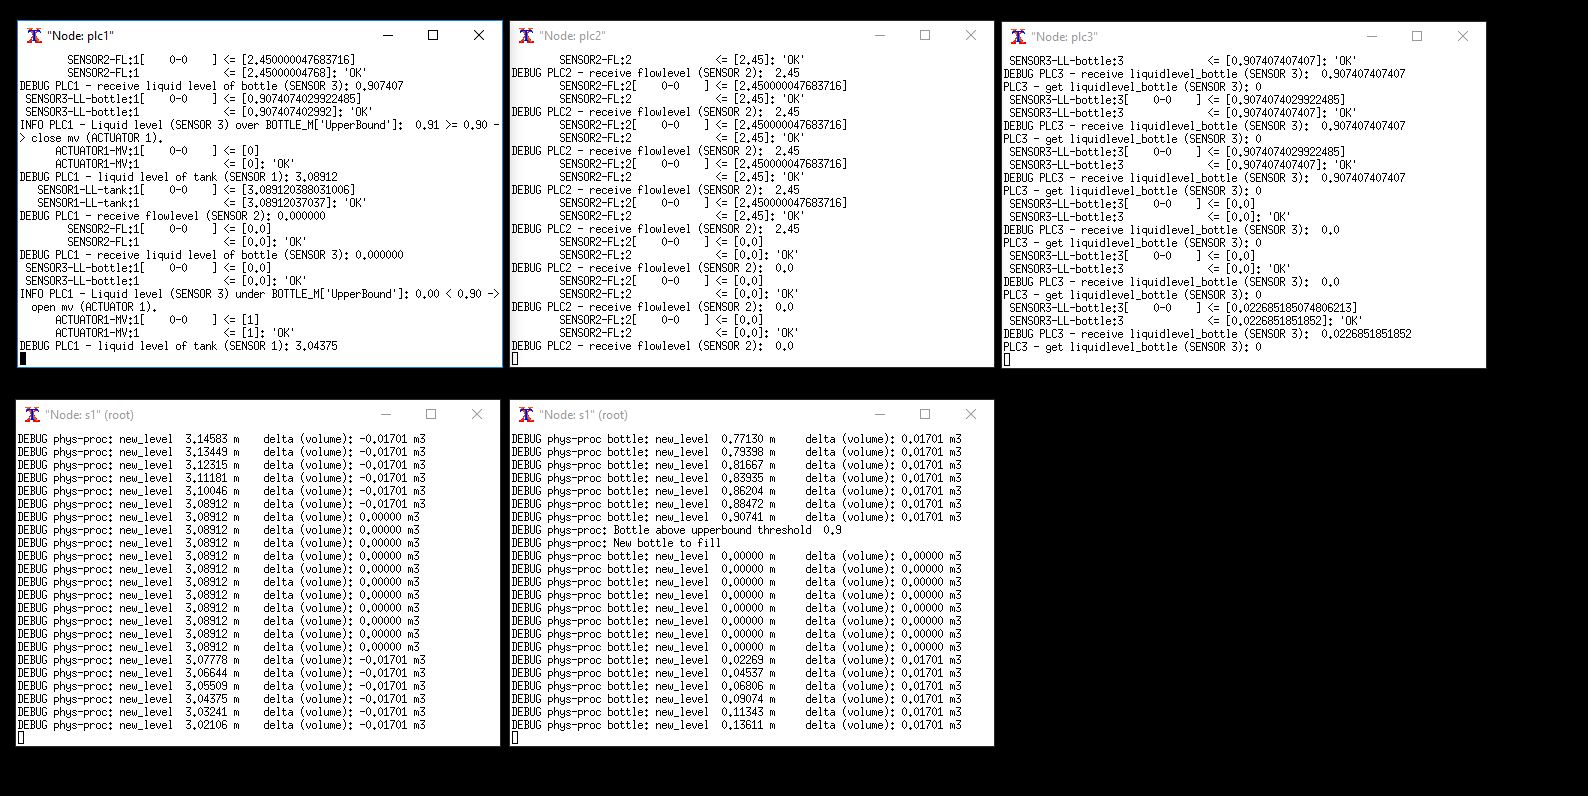 "Node: plc1"
SENSOR2-FL:1[    0-0    ] <= [2.450000047683716]
SENSOR2-FL:1              <= [2.45000004768]: 'OK'
DEBUG PLC1 - receive liquid level of bottle (SENSOR 3): 0.907407
SENSOR3-LL-bottle:1[    0-0    ] <= [0.9074074029922485]
SENSOR3-LL-bottle:1              <= [0.907407402992]: 'OK'
INFO PLC1 - Liquid level (SENSOR 3) over BOTTLE_M['UpperBound']:  0.91 >= 0.90 -
> close mv (ACTUATOR 1).
ACTUATOR1-MV:1[    0-0    ] <= [0]
ACTUATOR1-MV:1              <= [0]: 'OK'
DEBUG PLC1 - liquid level of tank (SENSOR 1): 3.08912
SENSOR1-LL-tank:1[    0-0    ] <= [3.089120388031006]
SENSOR1-LL-tank:1              <= [3.08912037037]: 'OK'
DEBUG PLC1 - receive flowlevel (SENSOR 2): 0.000000
SENSOR2-FL:1[    0-0    ] <= [0.0]
SENSOR2-FL:1              <= [0.0]: 'OK'
DEBUG PLC1 - receive liquid level of bottle (SENSOR 3): 0.000000
SENSOR3-LL-bottle:1[    0-0    ] <= [0.0]
SENSOR3-LL-bottle:1              <= [0.0]: 'OK'
INFO PLC1 - Liquid level (SENSOR 3) under BOTTLE_M['UpperBound']: 0.00 < 0.90 ->
open mv (ACTUATOR 1).
ACTUATOR1-MV:1[    0-0    ] <= [1]
ACTUATOR1-MV:1              <= [1]: 'OK'
DEBUG PLC1 - liquid level of tank (SENSOR 1): 3.04375
"Node: plc2"
SENSOR2-FL:2              <= [2.45]: 'OK'
DEBUG PLC2 - receive flowlevel (SENSOR 2):  2.45
SENSOR2-FL:2[    0-0    ] <= [2.450000047683716]
SENSOR2-FL:2              <= [2.45]: 'OK'
DEBUG PLC2 - receive flowlevel (SENSOR 2):  2.45
SENSOR2-FL:2[    0-0    ] <= [2.450000047683716]
SENSOR2-FL:2              <= [2.45]: 'OK'
DEBUG PLC2 - receive flowlevel (SENSOR 2):  2.45
SENSOR2-FL:2[    0-0    ] <= [2.450000047683716]
SENSOR2-FL:2              <= [2.45]: 'OK'
DEBUG PLC2 - receive flowlevel (SENSOR 2):  2.45
SENSOR2-FL:2[    0-0    ] <= [2.450000047683716]
SENSOR2-FL:2              <= [2.45]: 'OK'
DEBUG PLC2 - receive flowlevel (SENSOR 2):  2.45
SENSOR2-FL:2[    0-0    ] <= [0.0]
SENSOR2-FL:2              <= [0.0]: 'OK'
DEBUG PLC2 - receive flowlevel (SENSOR 2):  0.0
SENSOR2-FL:2[    0-0    ] <= [0.0]
SENSOR2-FL:2              <= [0.0]: 'OK'
DEBUG PLC2 - receive flowlevel (SENSOR 2):  0.0
SENSOR2-FL:2[    0-0    ] <= [0.0]
SENSOR2-FL:2              <= [0.0]: 'OK'
DEBUG PLC2 - receive flowlevel (SENSOR 2):  0.0
"Node: plc3"
SENSOR3-LL-bottle:3              <= [0.907407407407]: 'OK'
DEBUG PLC3 - receive liquidlevel_bottle (SENSOR 3):  0.907407407407
PLC3 - get liquidlevel_bottle (SENSOR 3): 0
SENSOR3-LL-bottle:3[    0-0    ] <= [0.9074074029922485]
SENSOR3-LL-bottle:3              <= [0.907407407407]: 'OK'
DEBUG PLC3 - receive liquidlevel_bottle (SENSOR 3):  0.907407407407
PLC3 - get liquidlevel_bottle (SENSOR 3): 0
SENSOR3-LL-bottle:3[    0-0    ] <= [0.9074074029922485]
SENSOR3-LL-bottle:3              <= [0.907407407407]: 'OK'
DEBUG PLC3 - receive liquidlevel_bottle (SENSOR 3):  0.907407407407
PLC3 - get liquidlevel_bottle (SENSOR 3): 0
SENSOR3-LL-bottle:3[    0-0    ] <= [0.0]
SENSOR3-LL-bottle:3              <= [0.0]: 'OK'
DEBUG PLC3 - receive liquidlevel_bottle (SENSOR 3):  0.0
PLC3 - get liquidlevel_bottle (SENSOR 3): 0
SENSOR3-LL-bottle:3[    0-0    ] <= [0.0]
SENSOR3-LL-bottle:3              <= [0.0]: 'OK'
DEBUG PLC3 - receive liquidlevel_bottle (SENSOR 3):  0.0
PLC3 - get liquidlevel_bottle (SENSOR 3): 0
SENSOR3-LL-bottle:3[    0-0    ] <= [0.022685185074806213]
SENSOR3-LL-bottle:3              <= [0.0226851851852]: 'OK'
DEBUG PLC3 - receive liquidlevel_bottle (SENSOR 3):  0.0226851851852
PLC3 - get liquidlevel_bottle (SENSOR 3): 0
"Node: s1" (root)
DEBUG phys-proc: new_level  3.14583 m    delta (volume): -0.01701 m3
DEBUG phys-proc: new_level  3.13449 m    delta (volume): -0.01701 m3
DEBUG phys-proc: new_level  3.12315 m    delta (volume): -0.01701 m3
DEBUG phys-proc: new_level  3.11181 m    delta (volume): -0.01701 m3
DEBUG phys-proc: new_level  3.10046 m    delta (volume): -0.01701 m3
DEBUG phys-proc: new_level  3.08912 m    delta (volume): -0.01701 m3
DEBUG phys-proc: new_level  3.08912 m    delta (volume): 0.00000 m3
DEBUG phys-proc: new_level  3.08912 m    delta (volume): 0.00000 m3
DEBUG phys-proc: new_level  3.08912 m    delta (volume): 0.00000 m3
DEBUG phys-proc: new_level  3.08912 m    delta (volume): 0.00000 m3
DEBUG phys-proc: new_level  3.08912 m    delta (volume): 0.00000 m3
DEBUG phys-proc: new_level  3.08912 m    delta (volume): 0.00000 m3
DEBUG phys-proc: new_level  3.08912 m    delta (volume): 0.00000 m3
DEBUG phys-proc: new_level  3.08912 m    delta (volume): 0.00000 m3
DEBUG phys-proc: new_level  3.08912 m    delta (volume): 0.00000 m3
DEBUG phys-proc: new_level  3.08912 m    delta (volume): 0.00000 m3
DEBUG phys-proc: new_level  3.08912 m    delta (volume): 0.00000 m3
DEBUG phys-proc: new_level  3.07778 m    delta (volume): -0.01701 m3
DEBUG phys-proc: new_level  3.06644 m    delta (volume): -0.01701 m3
DEBUG phys-proc: new_level  3.05509 m    delta (volume): -0.01701 m3
DEBUG phys-proc: new_level  3.04375 m    delta (volume): -0.01701 m3
DEBUG phys-proc: new_level  3.03241 m    delta (volume): -0.01701 m3
DEBUG phys-proc: new_level  3.02106 m    delta (volume): -0.01701 m3
"Node: s1" (root)
DEBUG phys-proc bottle: new_level  0.77130 m     delta (volume): 0.01701 m3
DEBUG phys-proc bottle: new_level  0.79398 m     delta (volume): 0.01701 m3
DEBUG phys-proc bottle: new_level  0.81667 m     delta (volume): 0.01701 m3
DEBUG phys-proc bottle: new_level  0.83935 m     delta (volume): 0.01701 m3
DEBUG phys-proc bottle: new_level  0.86204 m     delta (volume): 0.01701 m3
DEBUG phys-proc bottle: new_level  0.88472 m     delta (volume): 0.01701 m3
DEBUG phys-proc bottle: new_level  0.90741 m     delta (volume): 0.01701 m3
DEBUG phys-proc: Bottle above upperbound threshold  0.9
DEBUG phys-proc: New bottle to fill
DEBUG phys-proc bottle: new_level  0.00000 m     delta (volume): 0.00000 m3
DEBUG phys-proc bottle: new_level  0.00000 m     delta (volume): 0.00000 m3
DEBUG phys-proc bottle: new_level  0.00000 m     delta (volume): 0.00000 m3
DEBUG phys-proc bottle: new_level  0.00000 m     delta (volume): 0.00000 m3
DEBUG phys-proc bottle: new_level  0.00000 m     delta (volume): 0.00000 m3
DEBUG phys-proc bottle: new_level  0.00000 m     delta (volume): 0.00000 m3
DEBUG phys-proc bottle: new_level  0.00000 m     delta (volume): 0.00000 m3
DEBUG phys-proc bottle: new_level  0.00000 m     delta (volume): 0.00000 m3
DEBUG phys-proc bottle: new_level  0.02269 m     delta (volume): 0.01701 m3
DEBUG phys-proc bottle: new_level  0.04537 m     delta (volume): 0.01701 m3
DEBUG phys-proc bottle: new_level  0.06806 m     delta (volume): 0.01701 m3
DEBUG phys-proc bottle: new_level  0.09074 m     delta (volume): 0.01701 m3
DEBUG phys-proc bottle: new_level  0.11343 m     delta (volume): 0.01701 m3
DEBUG phys-proc bottle: new_level  0.13611 m     delta (volume): 0.01701 m3